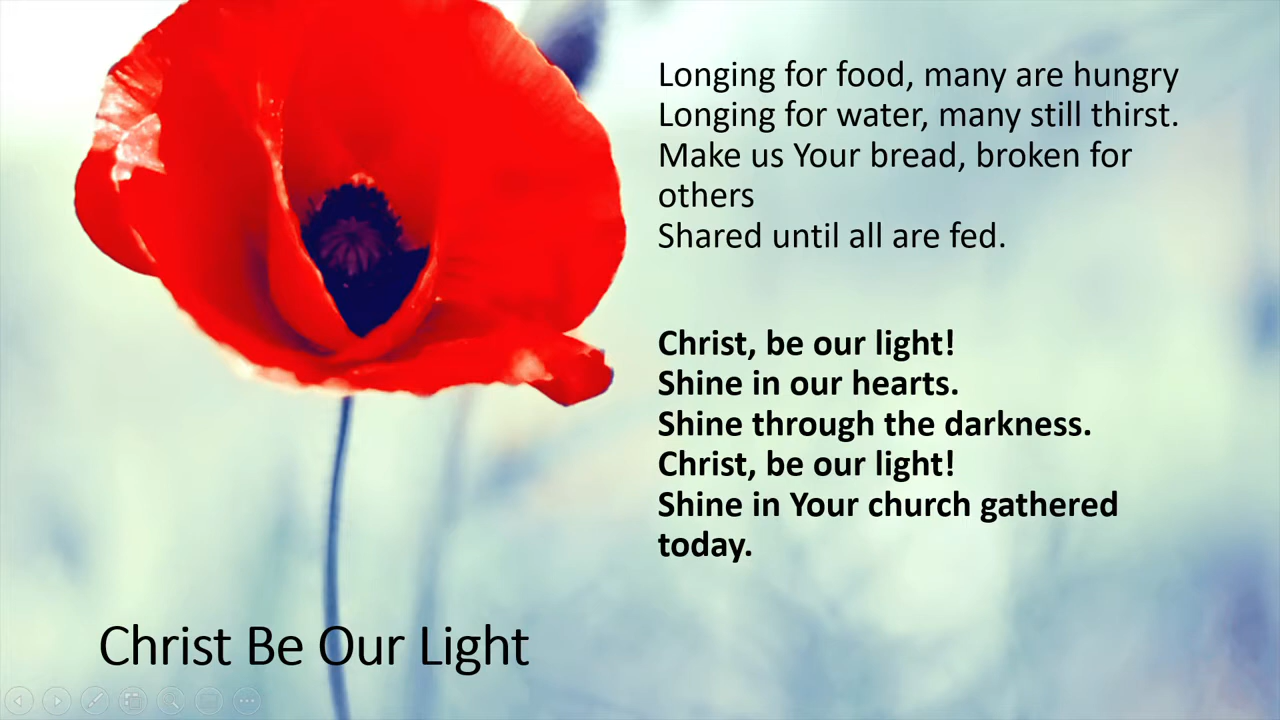 Longing for food, many are hungry
Longing for water, many still thirst.
Make us Your bread, broken for
others
Shared until all are fed.
Christ, be our light!
Shine in our hearts.
Shine through the darkness.
Christ, be our light!
Shine in Your church gathered
today.
Christ Be Our Light